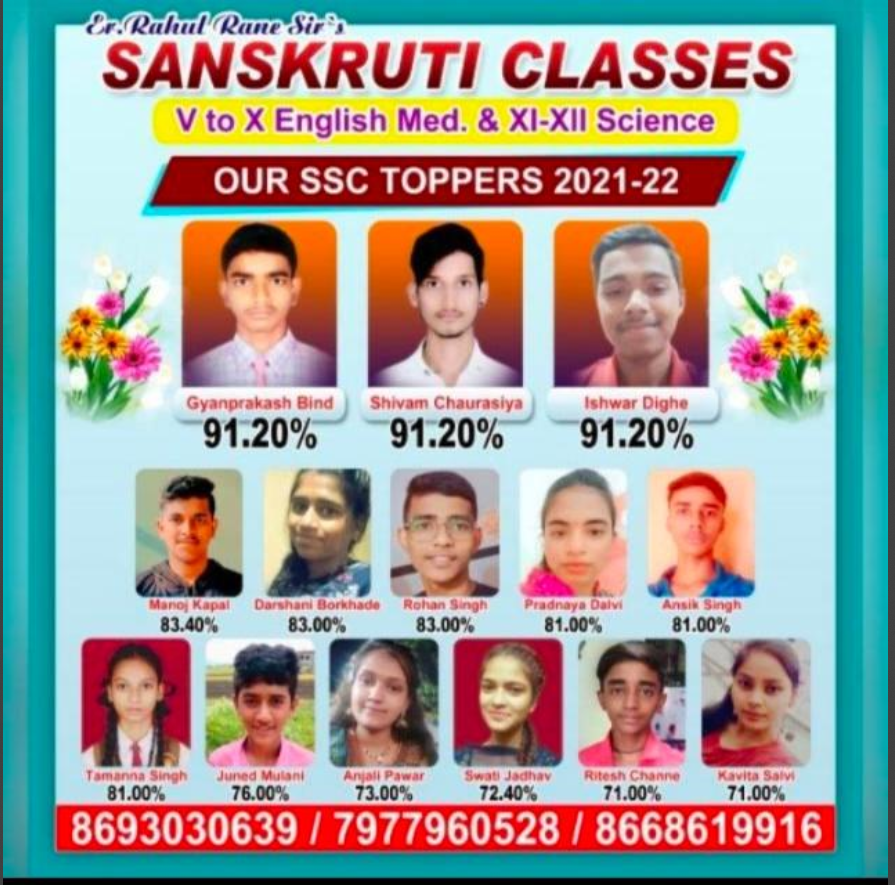 Er. Rahul Rane Sir's
SANSKRUTI CLASSES
V to X English Med. & XI-XII Science
OUR SSC TOPPERS 2021-22
Gyanprakash Bind Shivam Chaurasiya Ishwar Dighe
91.20% 91.20% 91.20%
Manoj Kapal Darshani Borkhade Rohan Singh Pradnaya Dalvi Ansik Singh
83.40% 83.00% 83.00% 81.00% 81.00%
Tamanna Singh Juned Mulani Anjali Pawar Swati Jadhav Ritesh Channe Kavita Salvi
81.00% 76.00% 73.00% 72.40% 71.00% 71.00%
8693030639 / 7977960528 / 8668619916